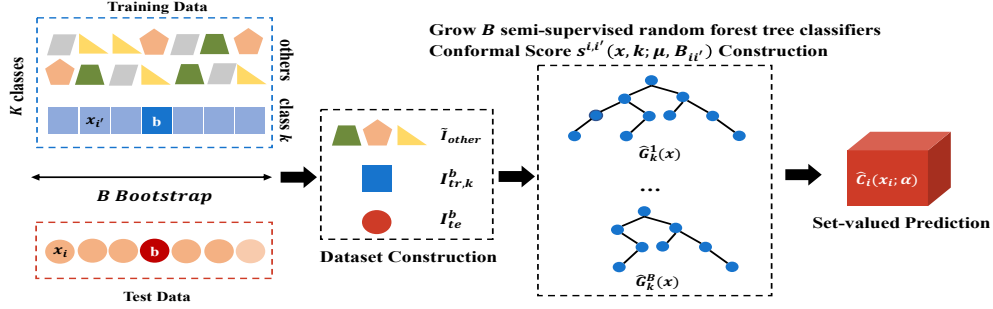 Training Data
K classes
others
class k
x_{i'}
b
B Bootstrap
x_i
b
Test Data
Ĩ_{other}
I^b_{tr,k}
I^b_{te}
Dataset Construction
Grow B semi-supervised random forest tree classifiers
Conformal Score s^{i,i'}(x, k; μ, B_{ii'}) Construction
Ĝ^1_k(x)
...
Ĝ^B_k(x)
Ĉ_i(x_i; α)
Set-valued Prediction